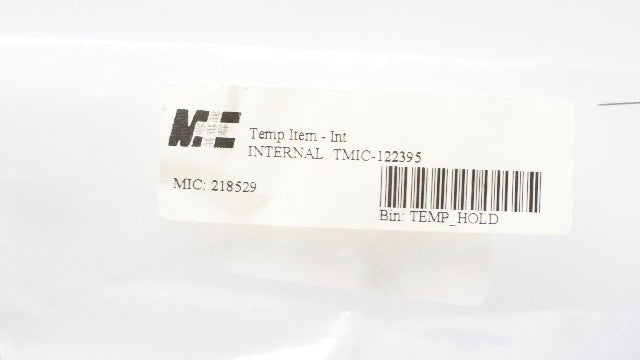 Temp Item - Int
INTERNAL TMIC-122395
MIC: 218529
Bin: TEMP_HOLD